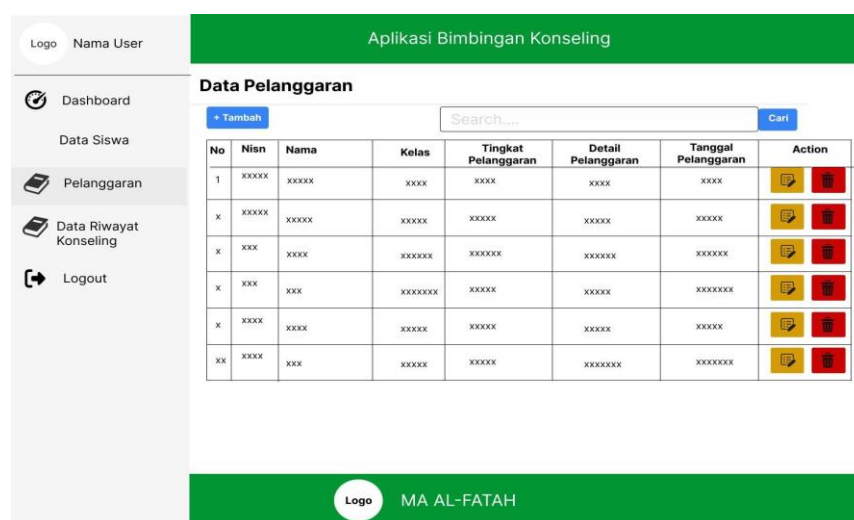 Logo Nama User
Aplikasi Bimbingan Konseling
Dashboard
Data Siswa
Pelanggaran
Data Riwayat
Konseling
Logout
Data Pelanggaran
+ Tambah
Search....
Cari
No Nisn Nama Kelas Tingkat Pelanggaran Detail Pelanggaran Tanggal Pelanggaran Action
1 xxxxx xxxxx xxxx xxxx xxxx xxxx
x xxxxx xxxxx xxxxx xxxxx xxxxx xxxxx
x xxx xxxx xxxxxx xxxxxx xxxxxx xxxxxx
x xxx xxx xxxxxxx xxxxx xxxxx xxxxxxx
x xxxx xxxx xxxxx xxxxx xxxxx xxxxx
xx xxxx xxx xxxxx xxxxx xxxxxxx xxxxxxx
Logo MA AL-FATAH